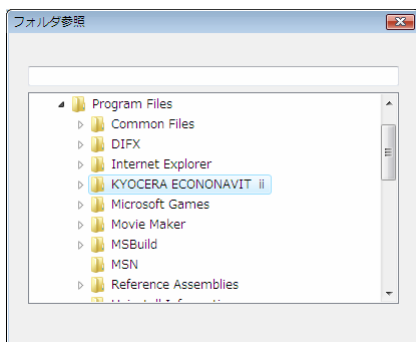 フォルダ参照
Program Files
Common Files
DIFX
Internet Explorer
KYOCERA ECONONAVIT ii
Microsoft Games
Movie Maker
MSBuild
MSN
Reference Assemblies